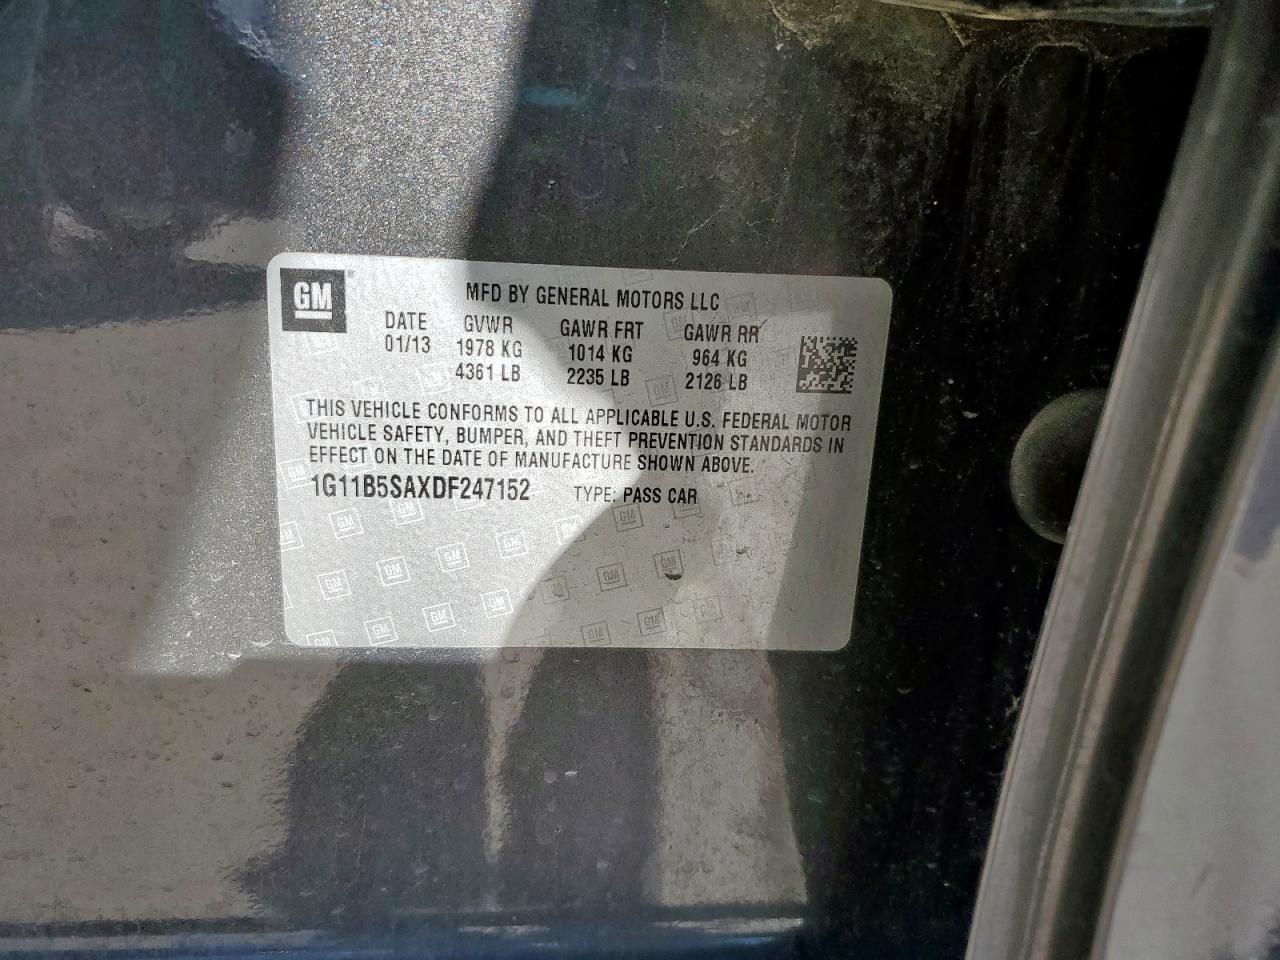 GM
MFD BY GENERAL MOTORS LLC
DATE GVWR GAWR FRT GAWR RR
01/13 1978 KG 1014 KG 964 KG
4361 LB 2235 LB 2126 LB
THIS VEHICLE CONFORMS TO ALL APPLICABLE U.S. FEDERAL MOTOR
VEHICLE SAFETY, BUMPER, AND THEFT PREVENTION STANDARDS IN
EFFECT ON THE DATE OF MANUFACTURE SHOWN ABOVE.
1G11B5SAXDF247152 TYPE: PASS CAR